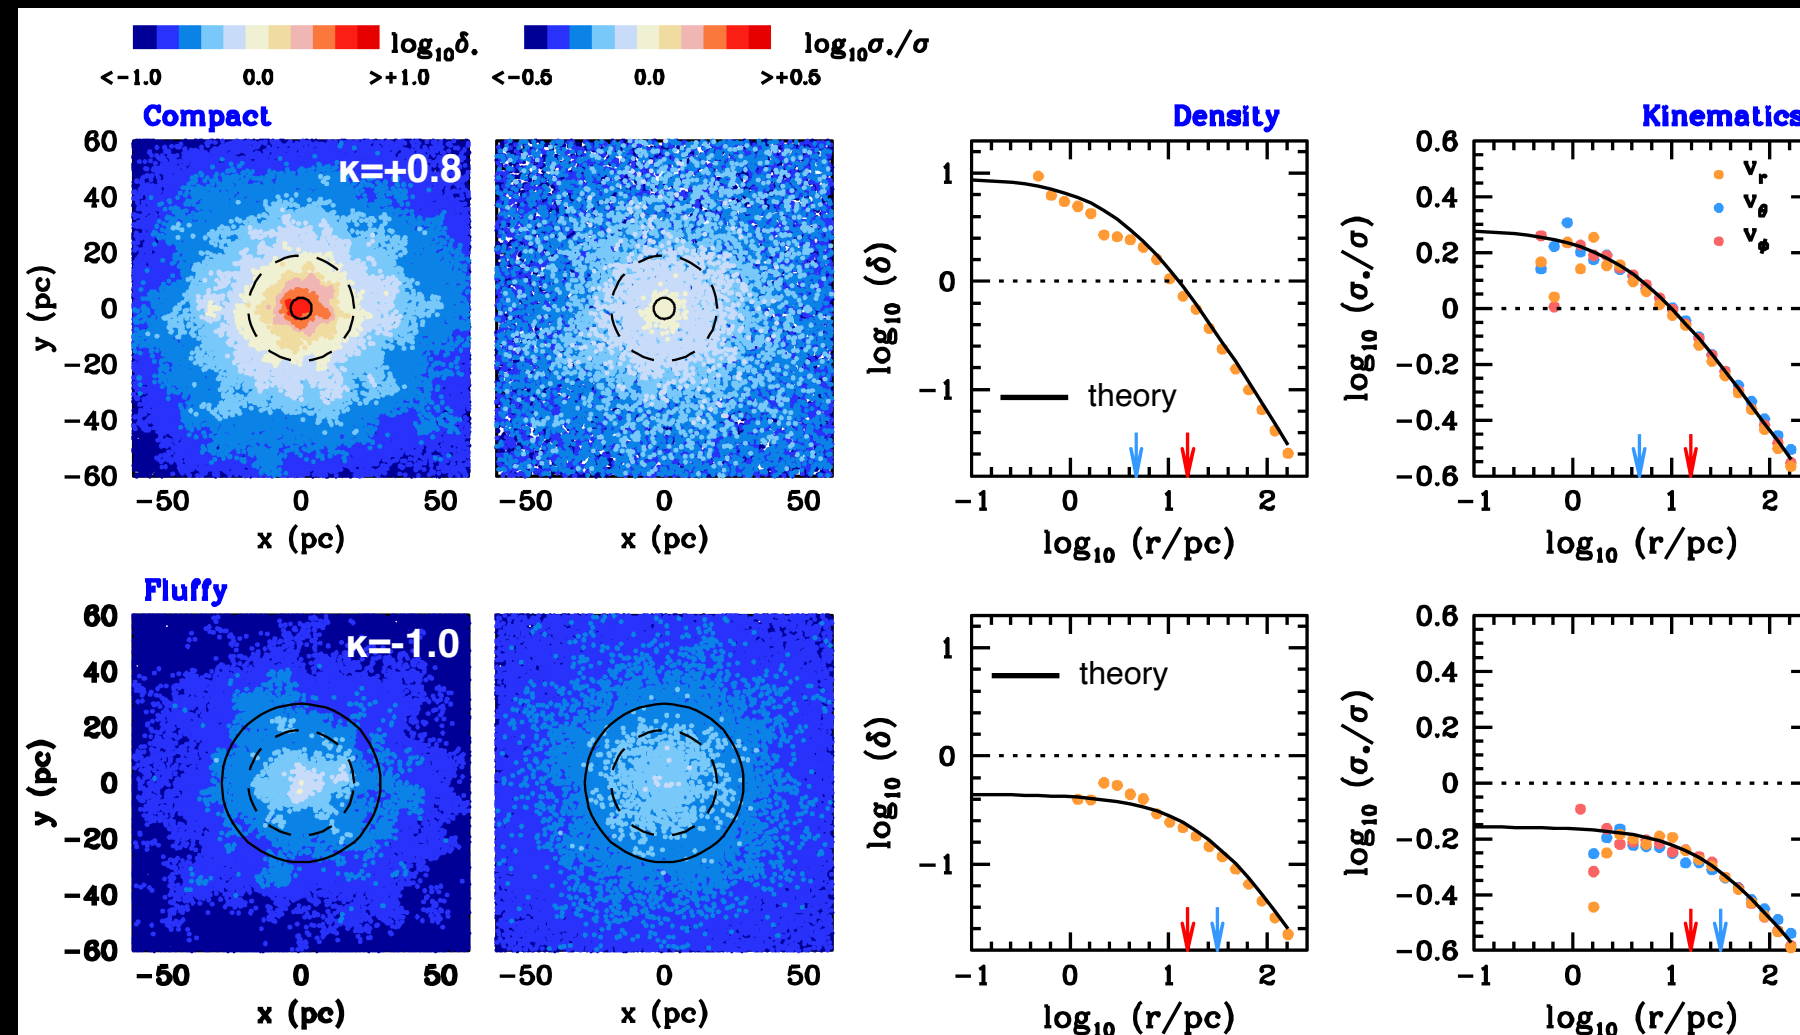 log₁₀δ⋆ log₁₀σ⋆/σ
<-1.0 0.0 >+1.0 <-0.5 0.0 >+0.5
Compact Density Kinematics
κ=+0.8
60
40
20
0
−20
−40
−60
y (pc)
−50 0 50
x (pc)
−50 0 50
x (pc)
1
0
−1
log₁₀ (δ)
theory
−1 0 1 2
log₁₀ (r/pc)
0.6
0.4
0.2
0
−0.2
−0.4
−0.6
log₁₀ (σ⋆/σ)
v_r
v_θ
v_ϕ
−1 0 1 2
log₁₀ (r/pc)
Fluffy
κ=-1.0
60
40
20
0
−20
−40
−60
y (pc)
−50 0 50
x (pc)
−50 0 50
x (pc)
1
0
−1
log₁₀ (δ)
theory
−1 0 1 2
log₁₀ (r/pc)
0.6
0.4
0.2
0
−0.2
−0.4
−0.6
log₁₀ (σ⋆/σ)
−1 0 1 2
log₁₀ (r/pc)